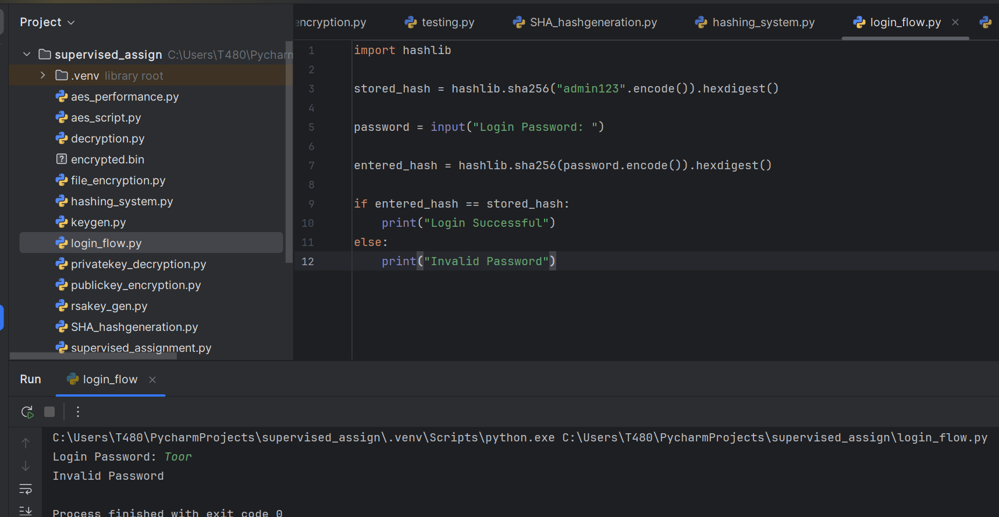 Project
encryption.py
testing.py
SHA_hashgeneration.py
hashing_system.py
login_flow.py
supervised_assign C:\Users\T480\Pycharm
.venv library root
aes_performance.py
aes_script.py
decryption.py
encrypted.bin
file_encryption.py
hashing_system.py
keygen.py
login_flow.py
privatekey_decryption.py
publickey_encryption.py
rsakey_gen.py
SHA_hashgeneration.py
supervised_assignment.py
1 import hashlib
2
3 stored_hash = hashlib.sha256("admin123".encode()).hexdigest()
4
5 password = input("Login Password: ")
6
7 entered_hash = hashlib.sha256(password.encode()).hexdigest()
8
9 if entered_hash == stored_hash:
10     print("Login Successful")
11 else:
12     print("Invalid Password")
Run
login_flow
C:\Users\T480\PycharmProjects\supervised_assign\.venv\Scripts\python.exe C:\Users\T480\PycharmProjects\supervised_assign\login_flow.py
Login Password: Toor
Invalid Password
Process finished with exit code 0